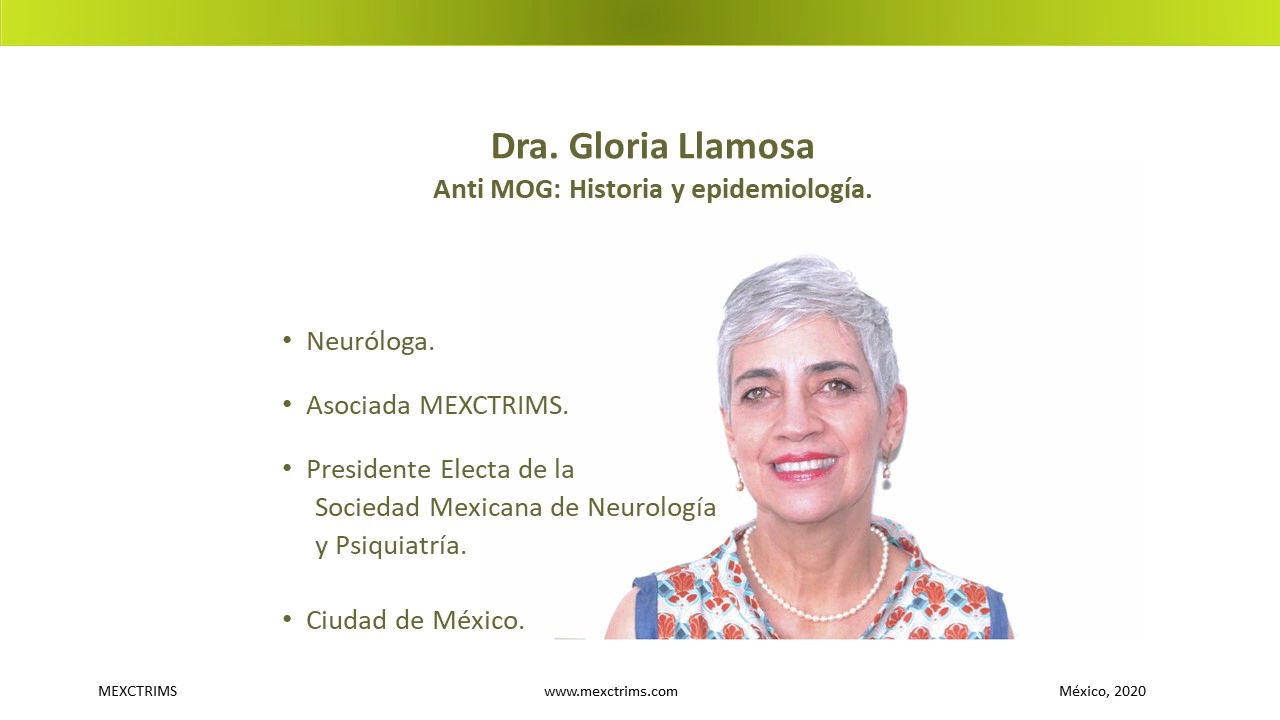 Dra. Gloria Llamosa
Anti MOG: Historia y epidemiología.
• Neuróloga.
• Asociada MEXCTRIMS.
• Presidente Electa de la
Sociedad Mexicana de Neurología
y Psiquiatría.
• Ciudad de México.
MEXCTRIMS
www.mexctrims.com
México, 2020